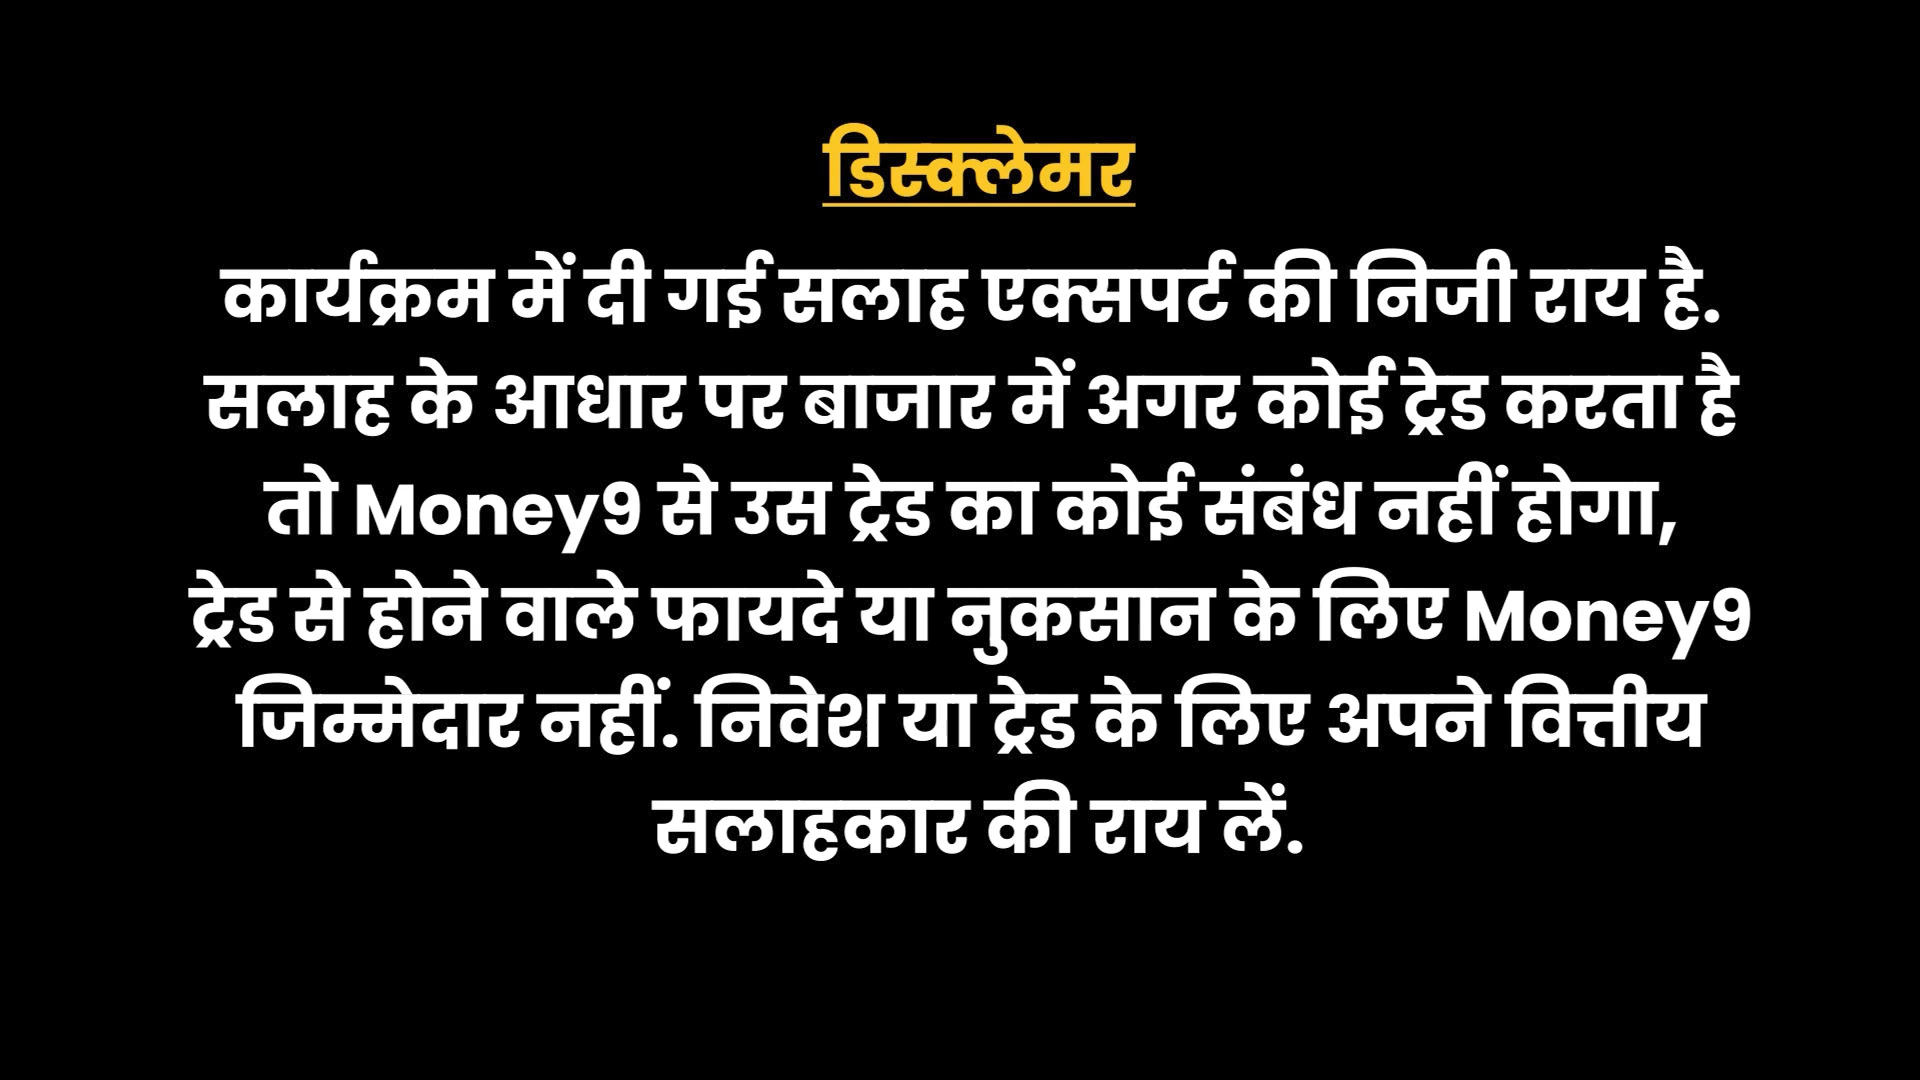 डिस्क्लेमर
कार्यक्रम में दी गई सलाह एक्सपर्ट की निजी राय है.
सलाह के आधार पर बाजार में अगर कोई ट्रेड करता है
तो Money9 से उस ट्रेड का कोई संबंध नहीं होगा,
ट्रेड से होने वाले फायदे या नुकसान के लिए Money9
जिम्मेदार नहीं. निवेश या ट्रेड के लिए अपने वित्तीय
सलाहकार की राय लें.